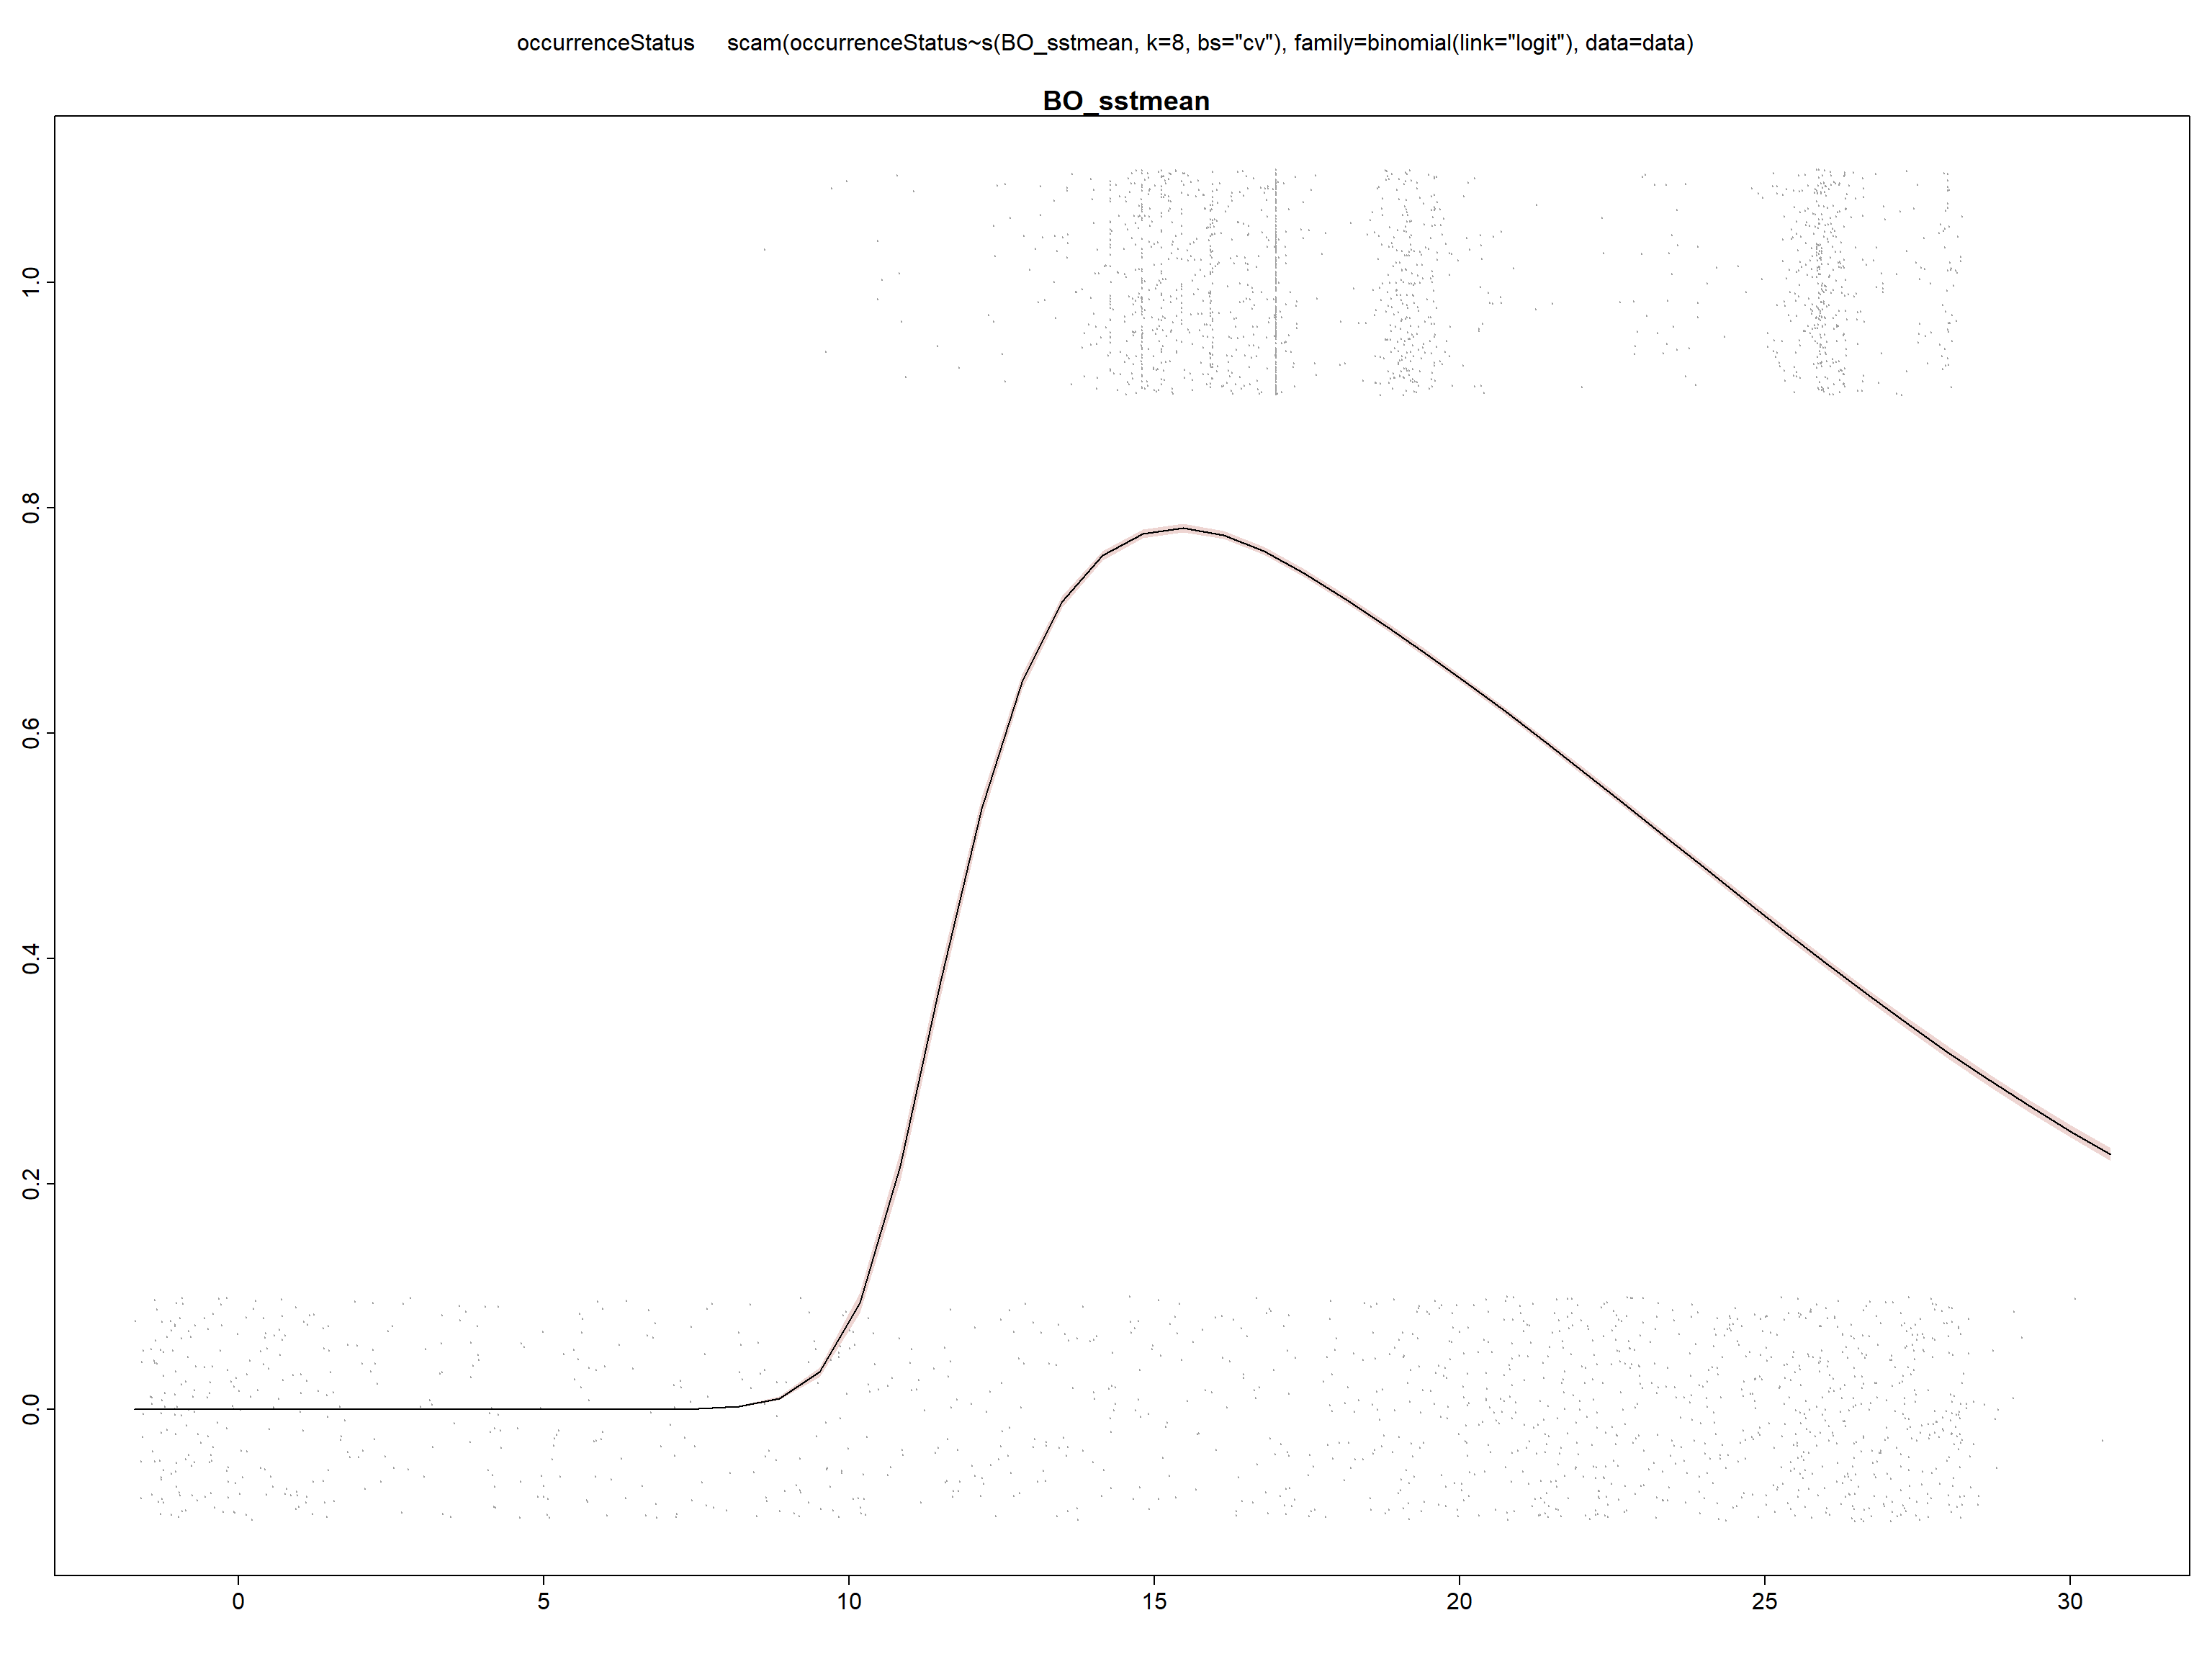 occurrenceStatus scam(occurrenceStatus~s(BO_sstmean, k=8, bs="cv"), family=binomial(link="logit"), data=data)
BO_sstmean
1.0
0.8
0.6
0.4
0.2
0.0
0 5 10 15 20 25 30